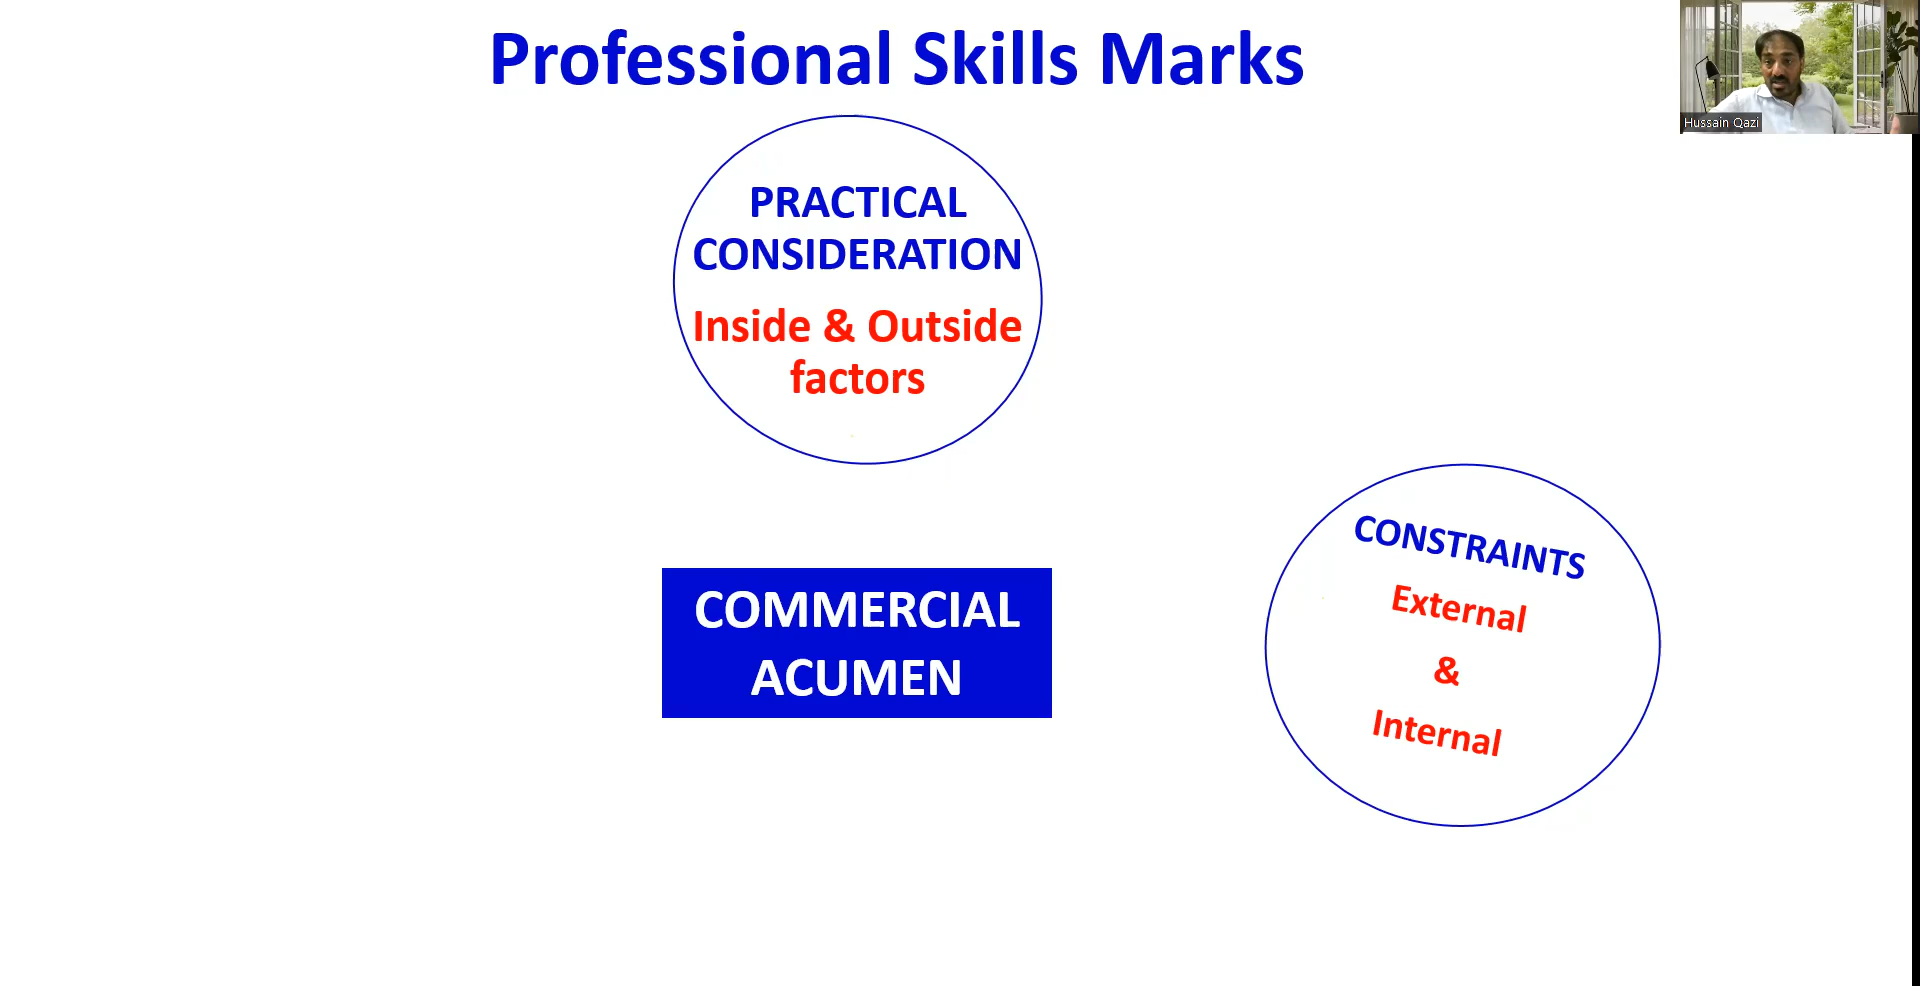 Professional Skills Marks
Hussain Qazi
PRACTICAL
CONSIDERATION
Inside & Outside
factors
CONSTRAINTS
External
&
Internal
COMMERCIAL
ACUMEN